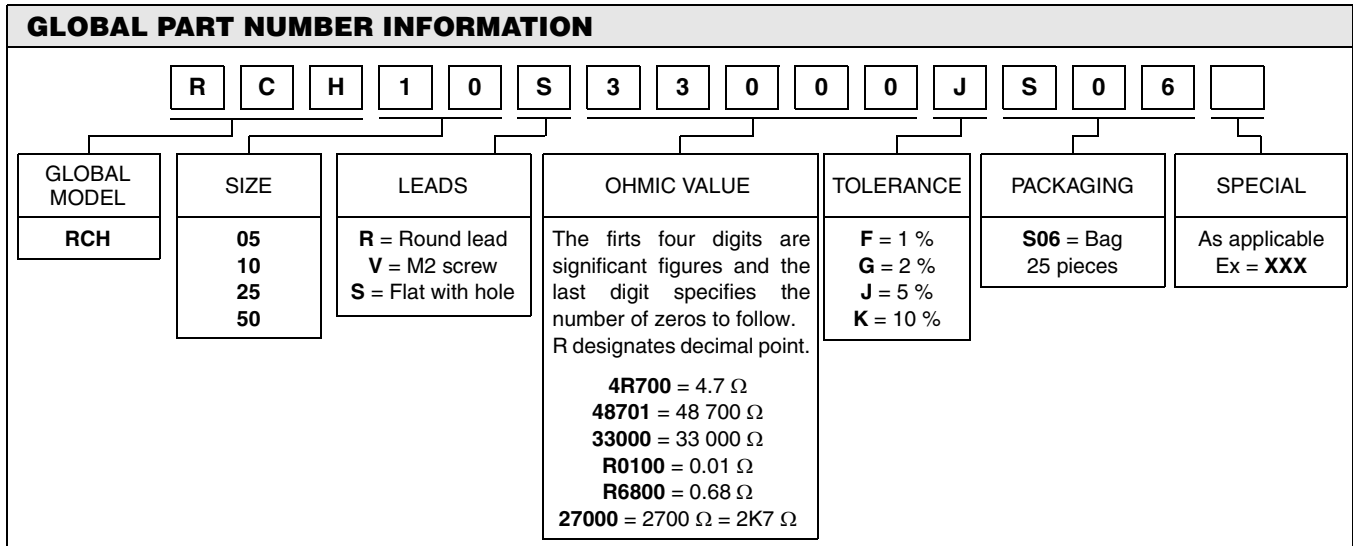 GLOBAL PART NUMBER INFORMATION
R C H 1 0 S 3 3 0 0 0 J S 0 6
GLOBAL
MODEL
RCH
SIZE
05
10
25
50
LEADS
R = Round lead
V = M2 screw
S = Flat with hole
OHMIC VALUE
The firts four digits are
significant figures and the
last digit specifies the
number of zeros to follow.
R designates decimal point.
4R700 = 4.7 Ω
48701 = 48 700 Ω
33000 = 33 000 Ω
R0100 = 0.01 Ω
R6800 = 0.68 Ω
27000 = 2700 Ω = 2K7 Ω
TOLERANCE
F = 1 %
G = 2 %
J = 5 %
K = 10 %
PACKAGING
S06 = Bag
25 pieces
SPECIAL
As applicable
Ex = XXX